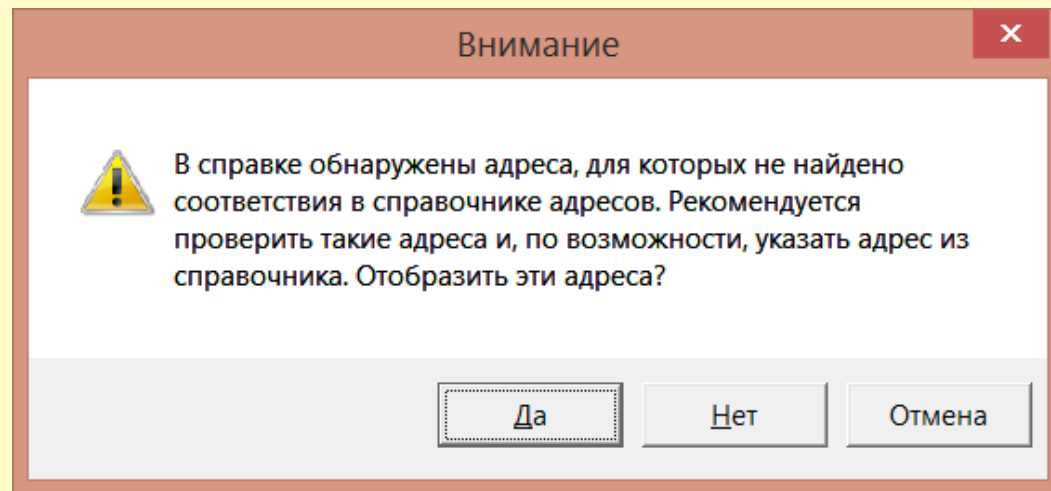 Внимание
В справке обнаружены адреса, для которых не найдено
соответствия в справочнике адресов. Рекомендуется
проверить такие адреса и, по возможности, указать адрес из
справочника. Отобразить эти адреса?
Да Нет Отмена